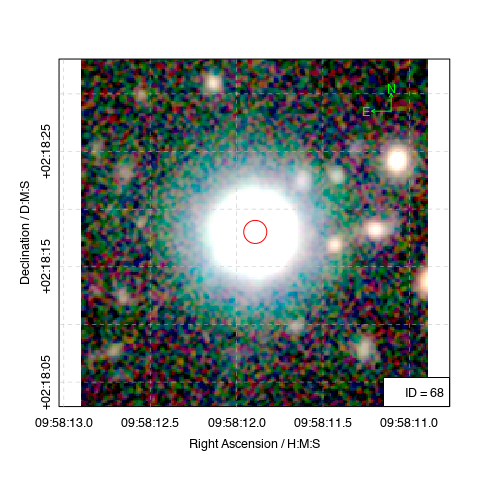 N
E
+02:18:25
+02:18:15
+02:18:05
Declination / D:M:S
ID = 68
09:58:13.0 09:58:12.5 09:58:12.0 09:58:11.5 09:58:11.0
Right Ascension / H:M:S